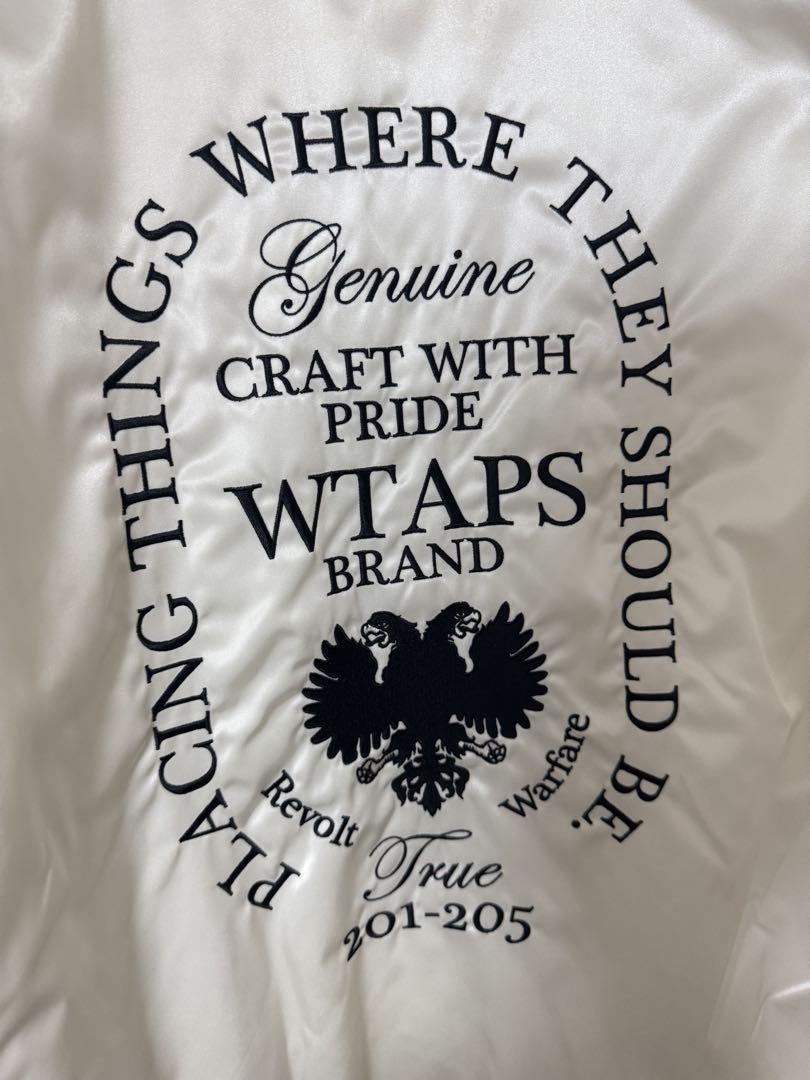 PLACING THINGS WHERE THEY SHOULD BE.
Genuine
CRAFT WITH
PRIDE
WTAPS
BRAND
Revolt
Warfare
True
201-205